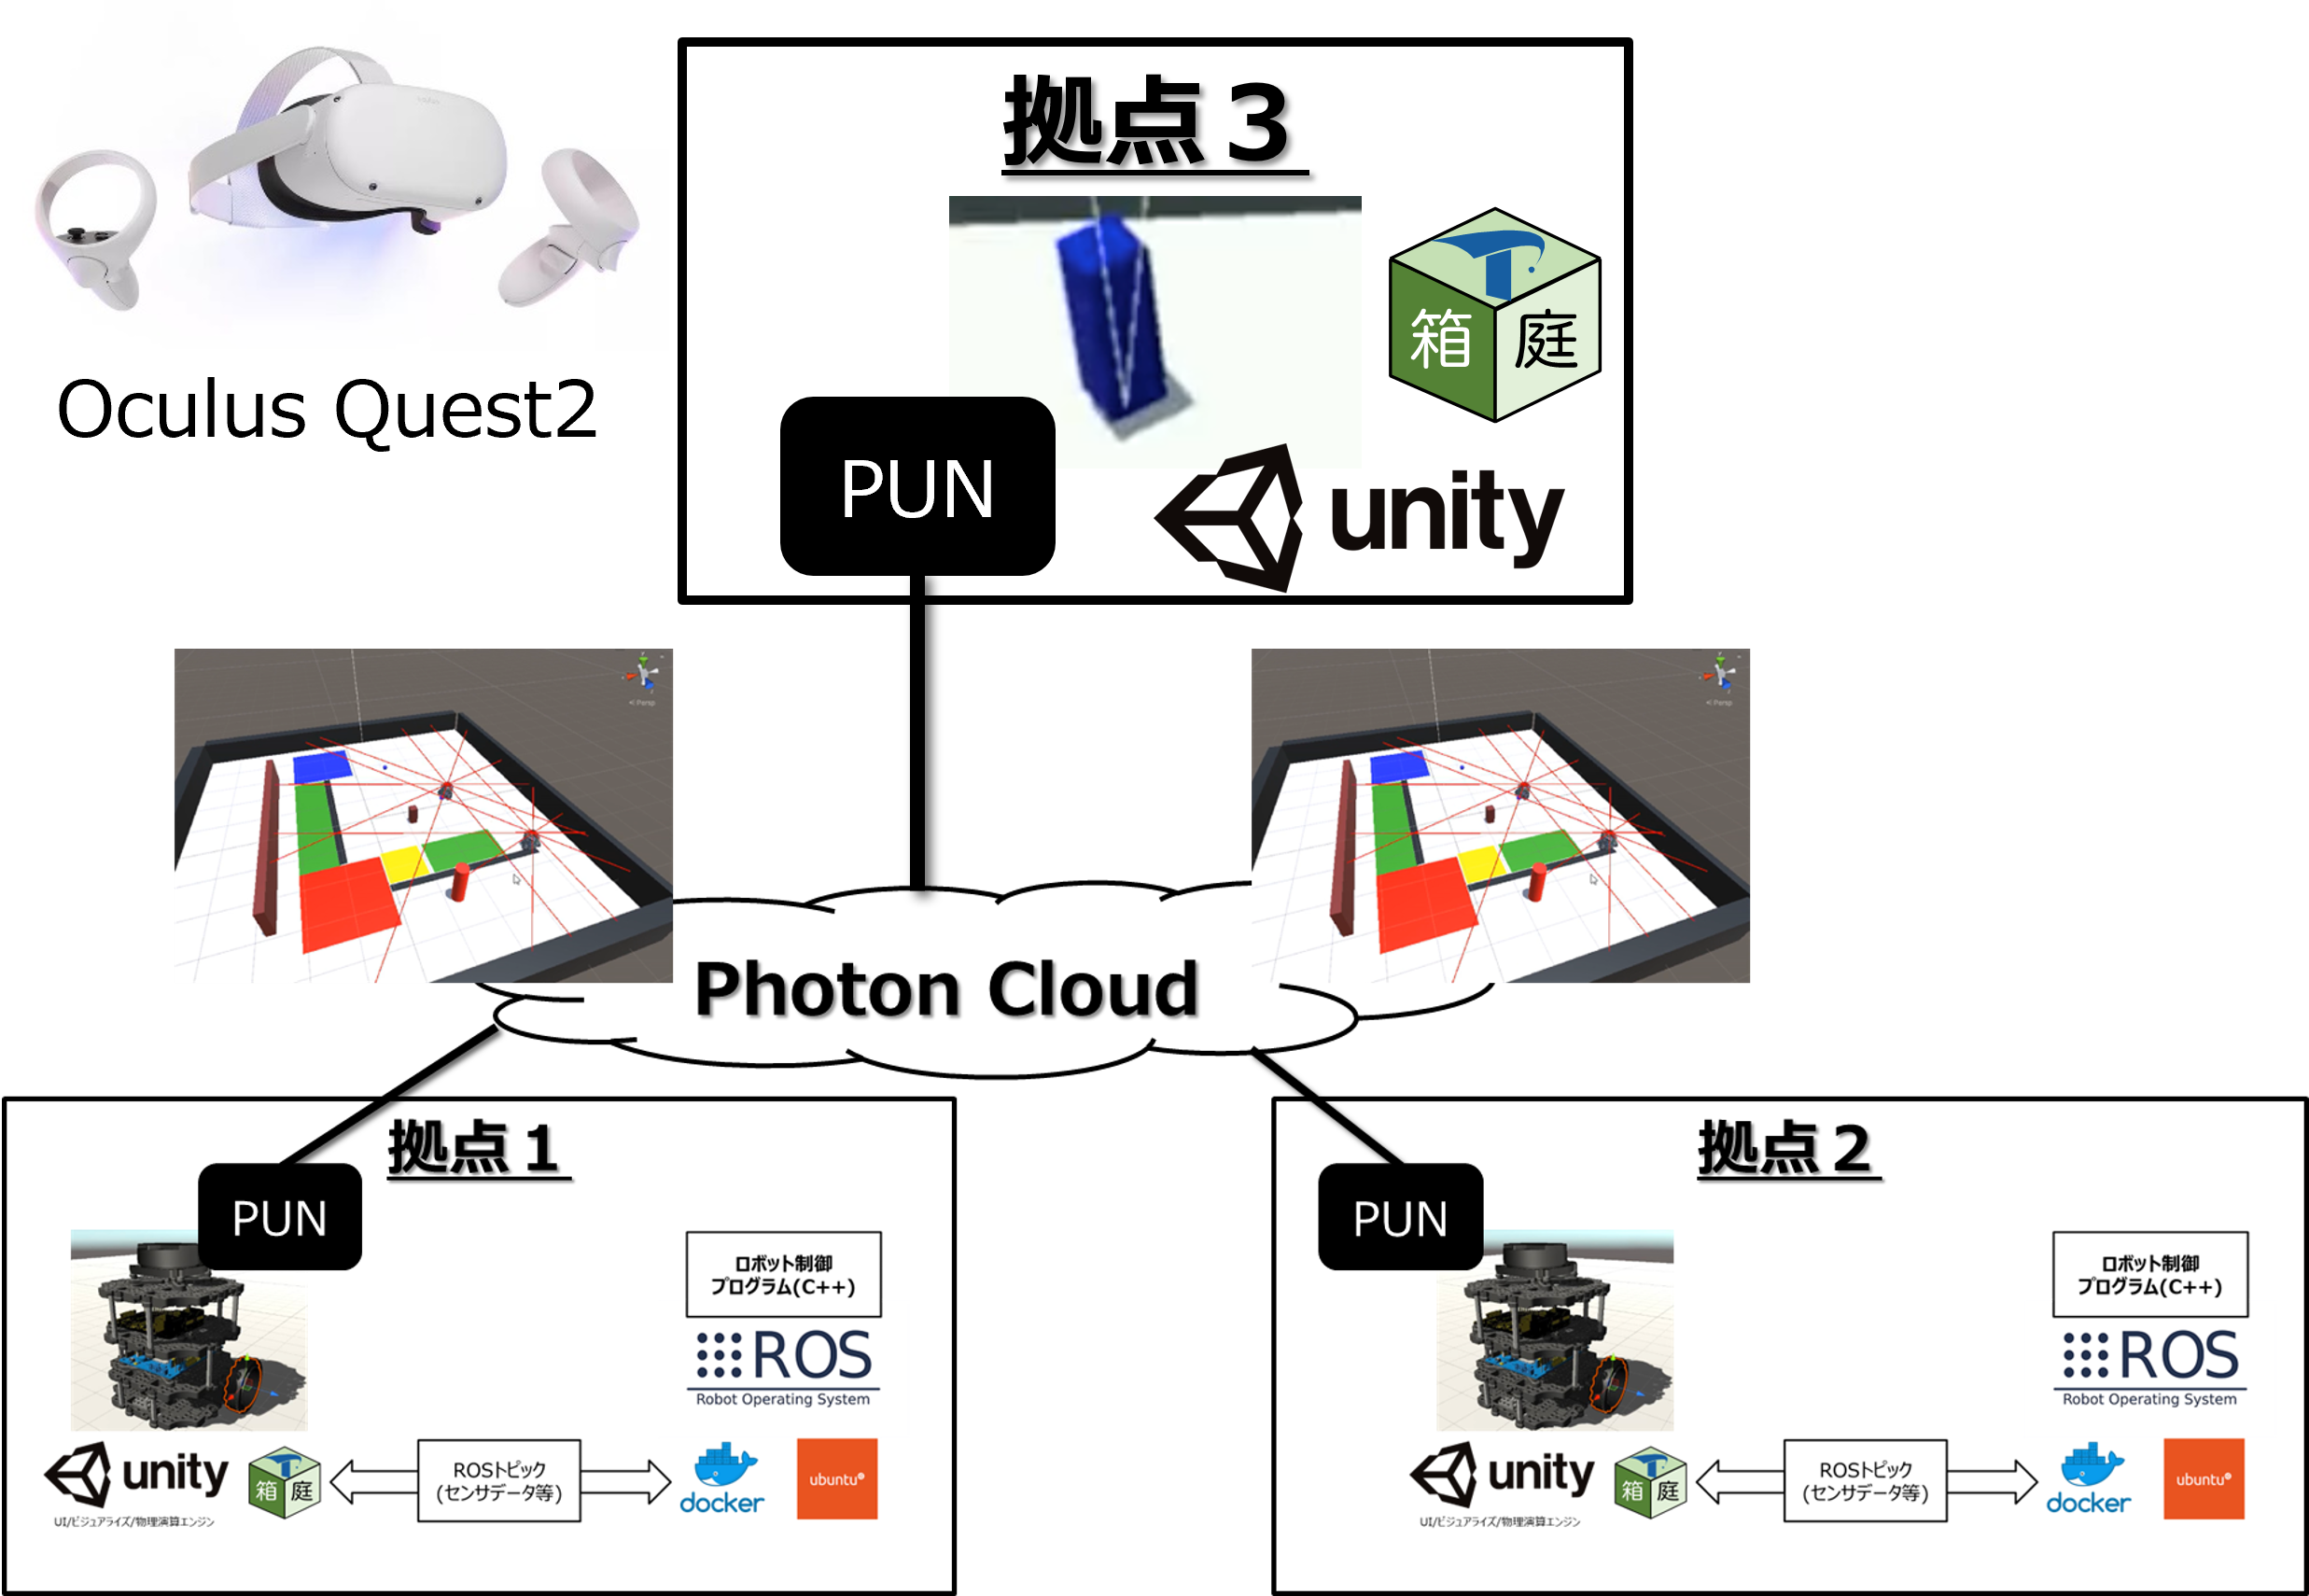 拠点３
Oculus Quest2
箱 庭
PUN
unity
< Persp
< Persp
Photon Cloud
拠点１
PUN
ロボット制御
プログラム(C++)
ROS
Robot Operating System
unity
箱 庭
ROSトピック
(センサデータ等)
docker
ubuntu
UI/ビジュアライズ/物理演算エンジン
拠点２
PUN
ロボット制御
プログラム(C++)
ROS
Robot Operating System
unity
箱 庭
ROSトピック
(センサデータ等)
docker
ubuntu
UI/ビジュアライズ/物理演算エンジン